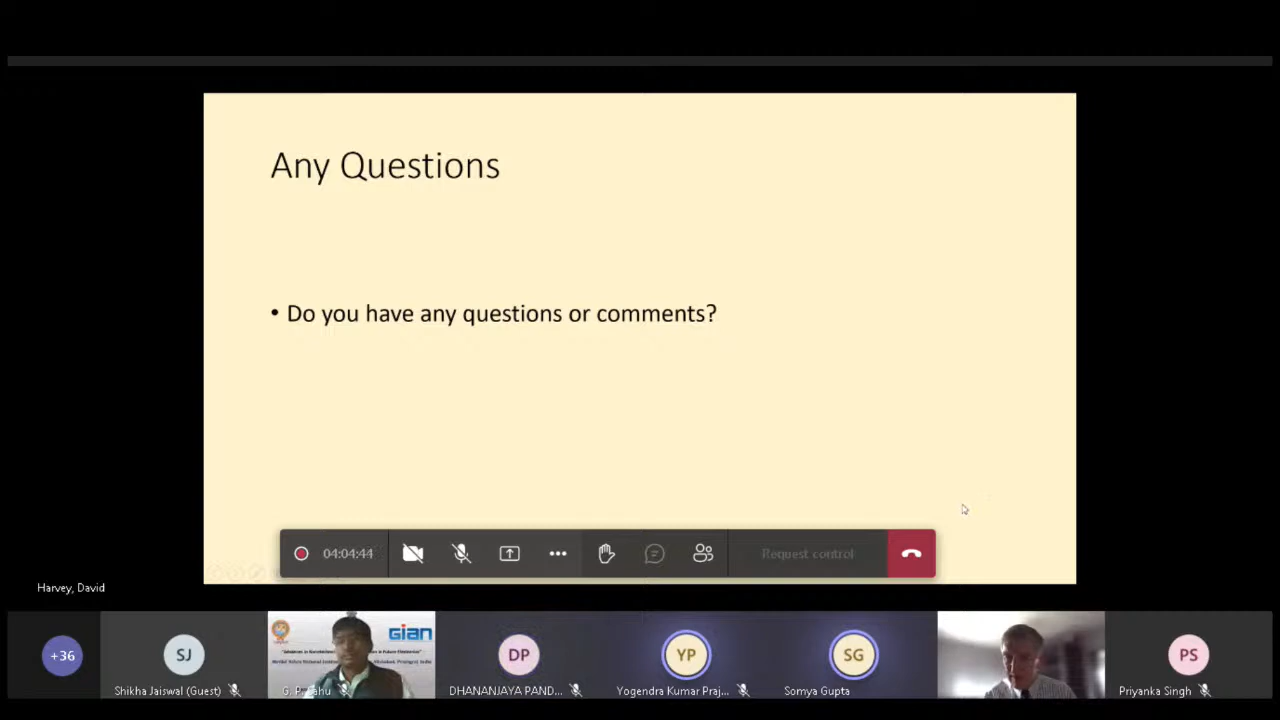 Any Questions
• Do you have any questions or comments?
04:04:44
Request control
Harvey, David
+36
SJ
Shikha Jaiswal (Guest)
GIAN
DP
DHANANJAYA PAND...
YP
Yogendra Kumar Praj...
SG
Somya Gupta
PS
Priyanka Singh